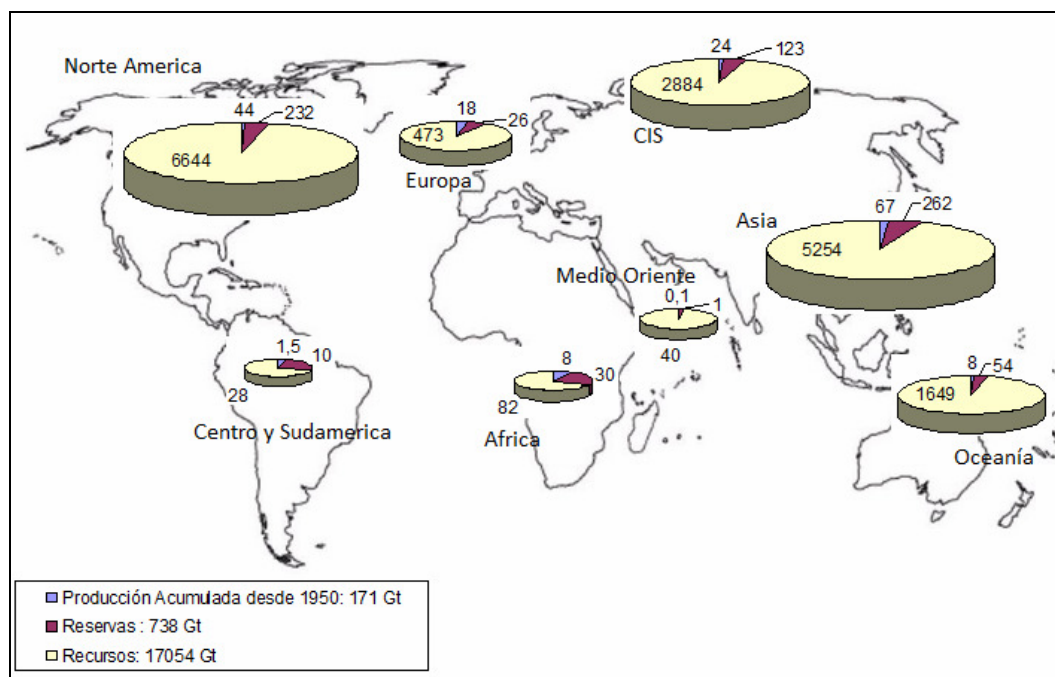 Norte America
44
232
6644
18
26
473
Europa
24
123
2884
CIS
67
262
Asia
5254
Medio Oriente
0,1
1
40
1,5
10
28
Centro y Sudamerica
8
30
82
Africa
8
54
1649
Oceanía
Producción Acumulada desde 1950: 171 Gt
Reservas : 738 Gt
Recursos: 17054 Gt